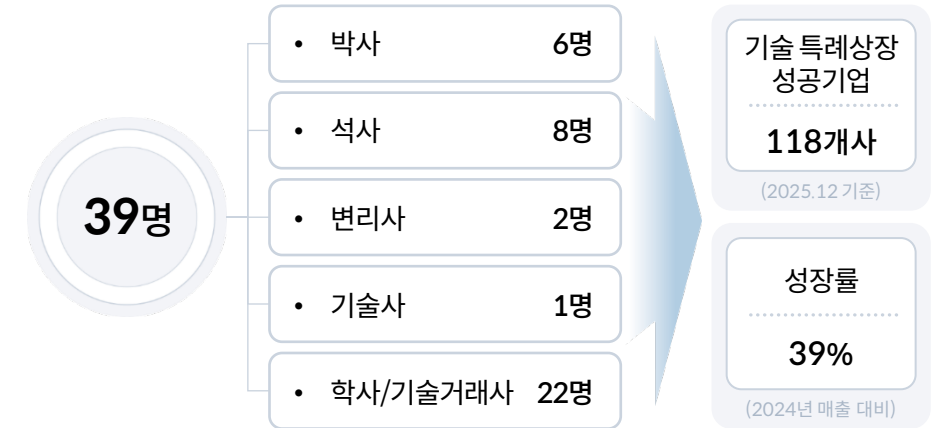 39명
• 박사 6명
• 석사 8명
• 변리사 2명
• 기술사 1명
• 학사/기술거래사 22명
기술 특례상장
성공기업
118개사
(2025.12 기준)
성장률
39%
(2024년 매출 대비)